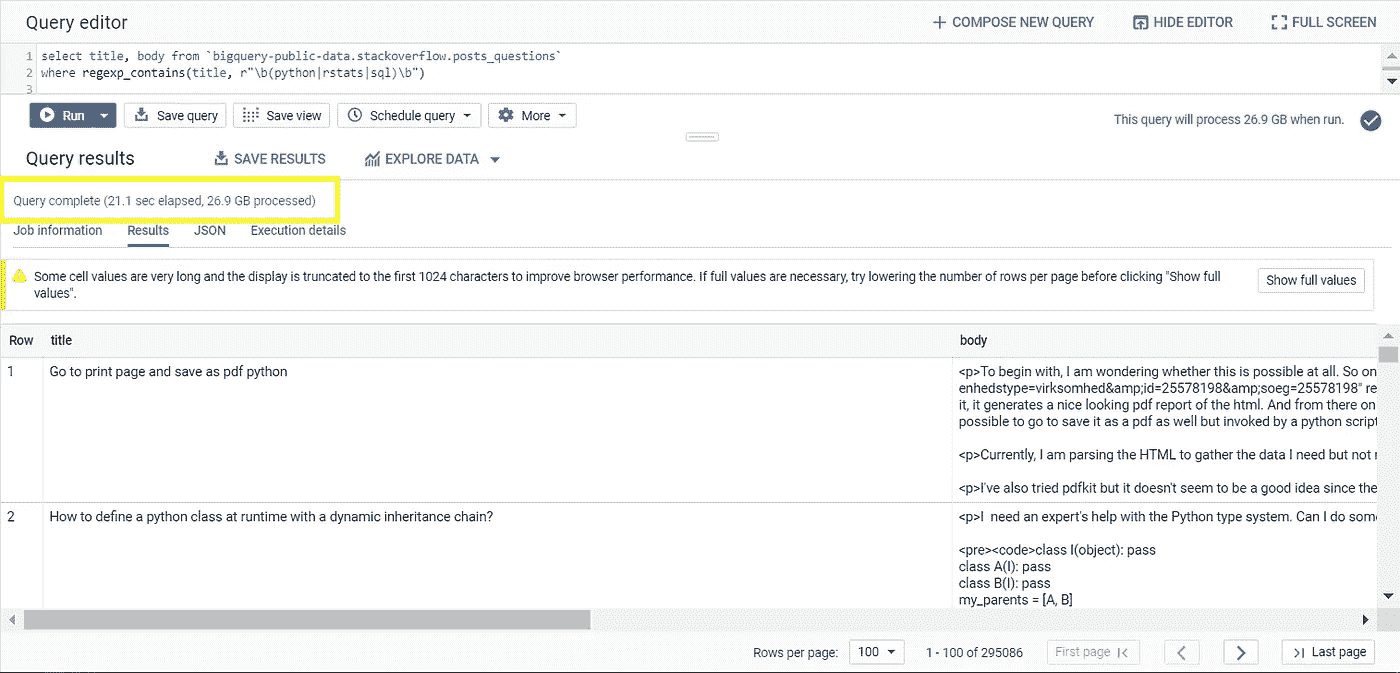 Query editor
COMPOSE NEW QUERY
HIDE EDITOR
FULL SCREEN
1 select title, body from `bigquery-public-data.stackoverflow.posts_questions`
2 where regexp_contains(title, r"\b(python|rstats|sql)\b")
3
Run
Save query
Save view
Schedule query
More
This query will process 26.9 GB when run.
Query results
SAVE RESULTS
EXPLORE DATA
Query complete (21.1 sec elapsed, 26.9 GB processed)
Job information
Results
JSON
Execution details
Some cell values are very long and the display is truncated to the first 1024 characters to improve browser performance. If full values are necessary, try lowering the number of rows per page before clicking "Show full
values".
Show full values
Row title body
1 Go to print page and save as pdf python
<p>To begin with, I am wondering whether this is possible at all. So on
enhedstype=virksomhed&amp;id=25578198&amp;soeg=25578198" re
it, it generates a nice looking pdf report of the html. And from there on
possible to go to save it as a pdf as well but invoked by a python script
<p>Currently, I am parsing the HTML to gather the data I need but not
<p>I've also tried pdfkit but it doesn't seem to be a good idea since the
2 How to define a python class at runtime with a dynamic inheritance chain?
<p>I need an expert's help with the Python type system. Can I do
<pre><code>class I(object): pass
class A(I): pass
class B(I): pass
my_parents = [A, B]
Rows per page:
100
1 - 100 of 295086
First page
Last page